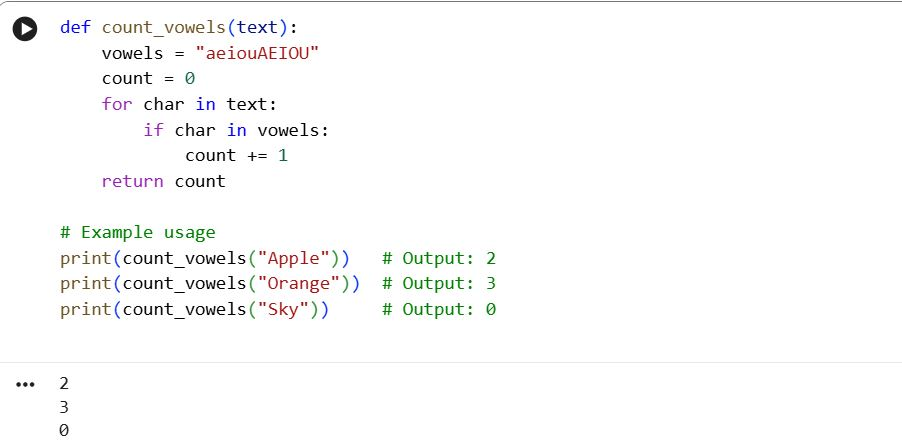 def count_vowels(text):
    vowels = "aeiouAEIOU"
    count = 0
    for char in text:
        if char in vowels:
            count += 1
    return count

# Example usage
print(count_vowels("Apple"))   # Output: 2
print(count_vowels("Orange"))  # Output: 3
print(count_vowels("Sky"))     # Output: 0

2
3
0